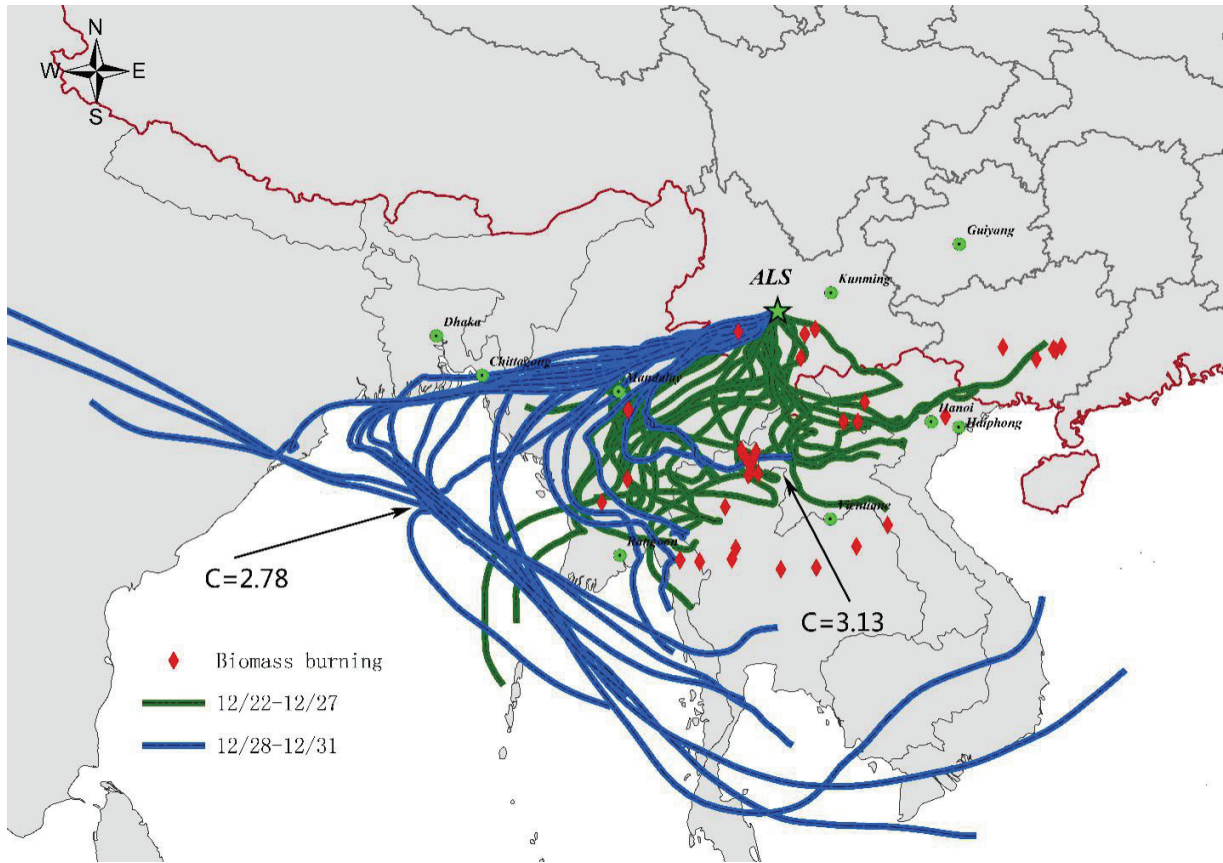 N
W E
S
Guiyang
ALS
Kunming
Dhaka
Chittagong
Mandalay
Hanoi
Haiphong
Vientiane
Rangoon
C=2.78
C=3.13
Biomass burning
12/22-12/27
12/28-12/31